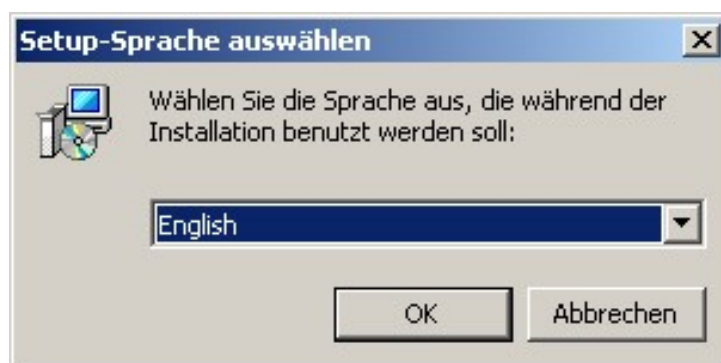 Setup-Sprache auswählen
Wählen Sie die Sprache aus, die während der
Installation benutzt werden soll:
English
OK
Abbrechen